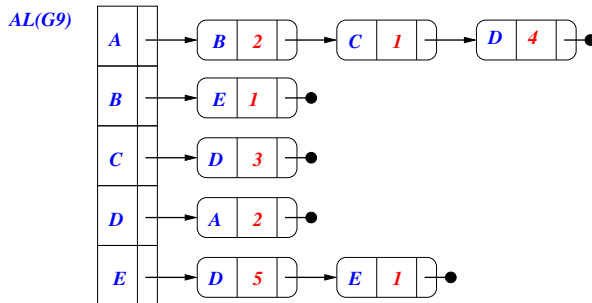 AL(G9)
A B 2 C 1 D 4
B E 1
C D 3
D A 2
E D 5 E 1